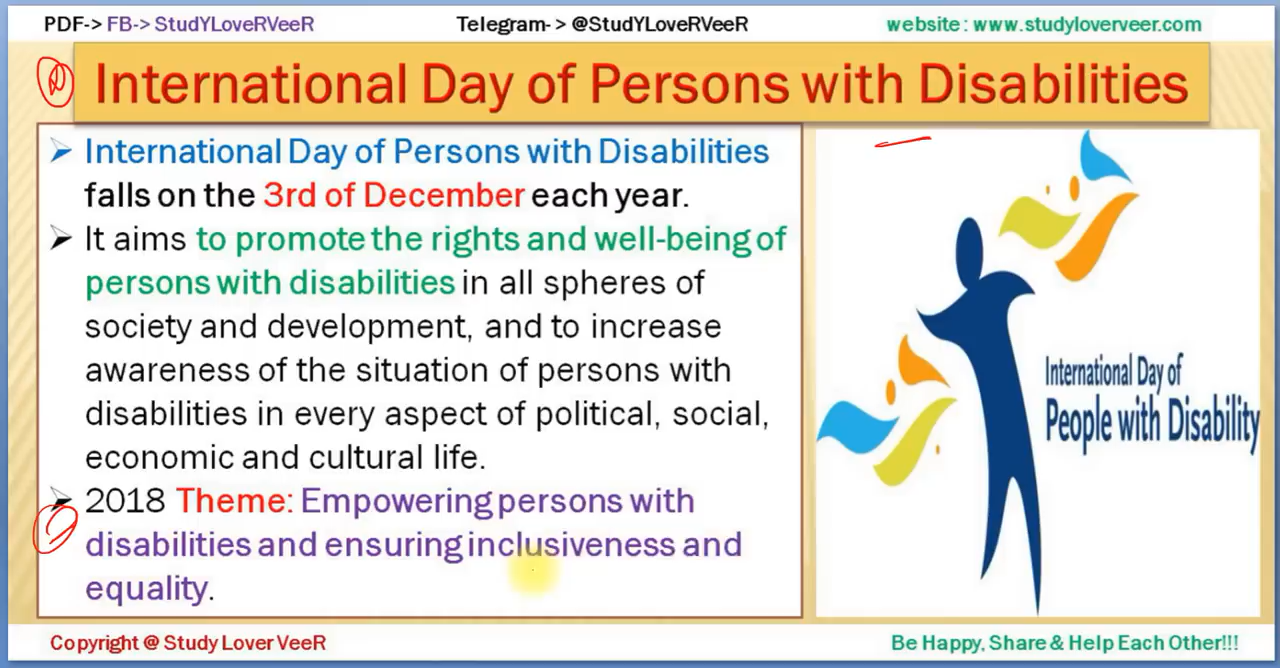 PDF-> FB-> StudYLoveRVeeR Telegram- > @StudYLoveRVeeR website : www.studyloverveer.com
International Day of Persons with Disabilities
International Day of Persons with Disabilities
falls on the 3rd of December each year.
It aims to promote the rights and well-being of
persons with disabilities in all spheres of
society and development, and to increase
awareness of the situation of persons with
disabilities in every aspect of political, social,
economic and cultural life.
2018 Theme: Empowering persons with
disabilities and ensuring inclusiveness and
equality.
International Day of
People with Disability
Copyright @ Study Lover VeeR Be Happy, Share & Help Each Other!!!